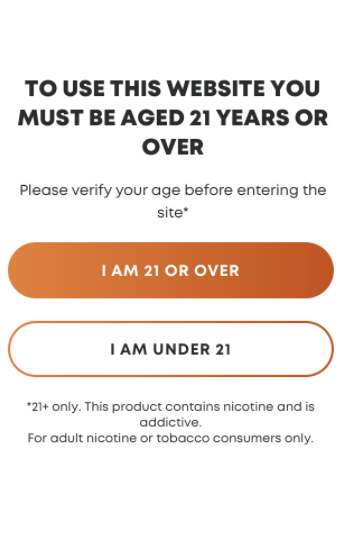 TO USE THIS WEBSITE YOU
MUST BE AGED 21 YEARS OR
OVER
Please verify your age before entering the
site*
I AM 21 OR OVER
I AM UNDER 21
*21+ only. This product contains nicotine and is
addictive.
For adult nicotine or tobacco consumers only.